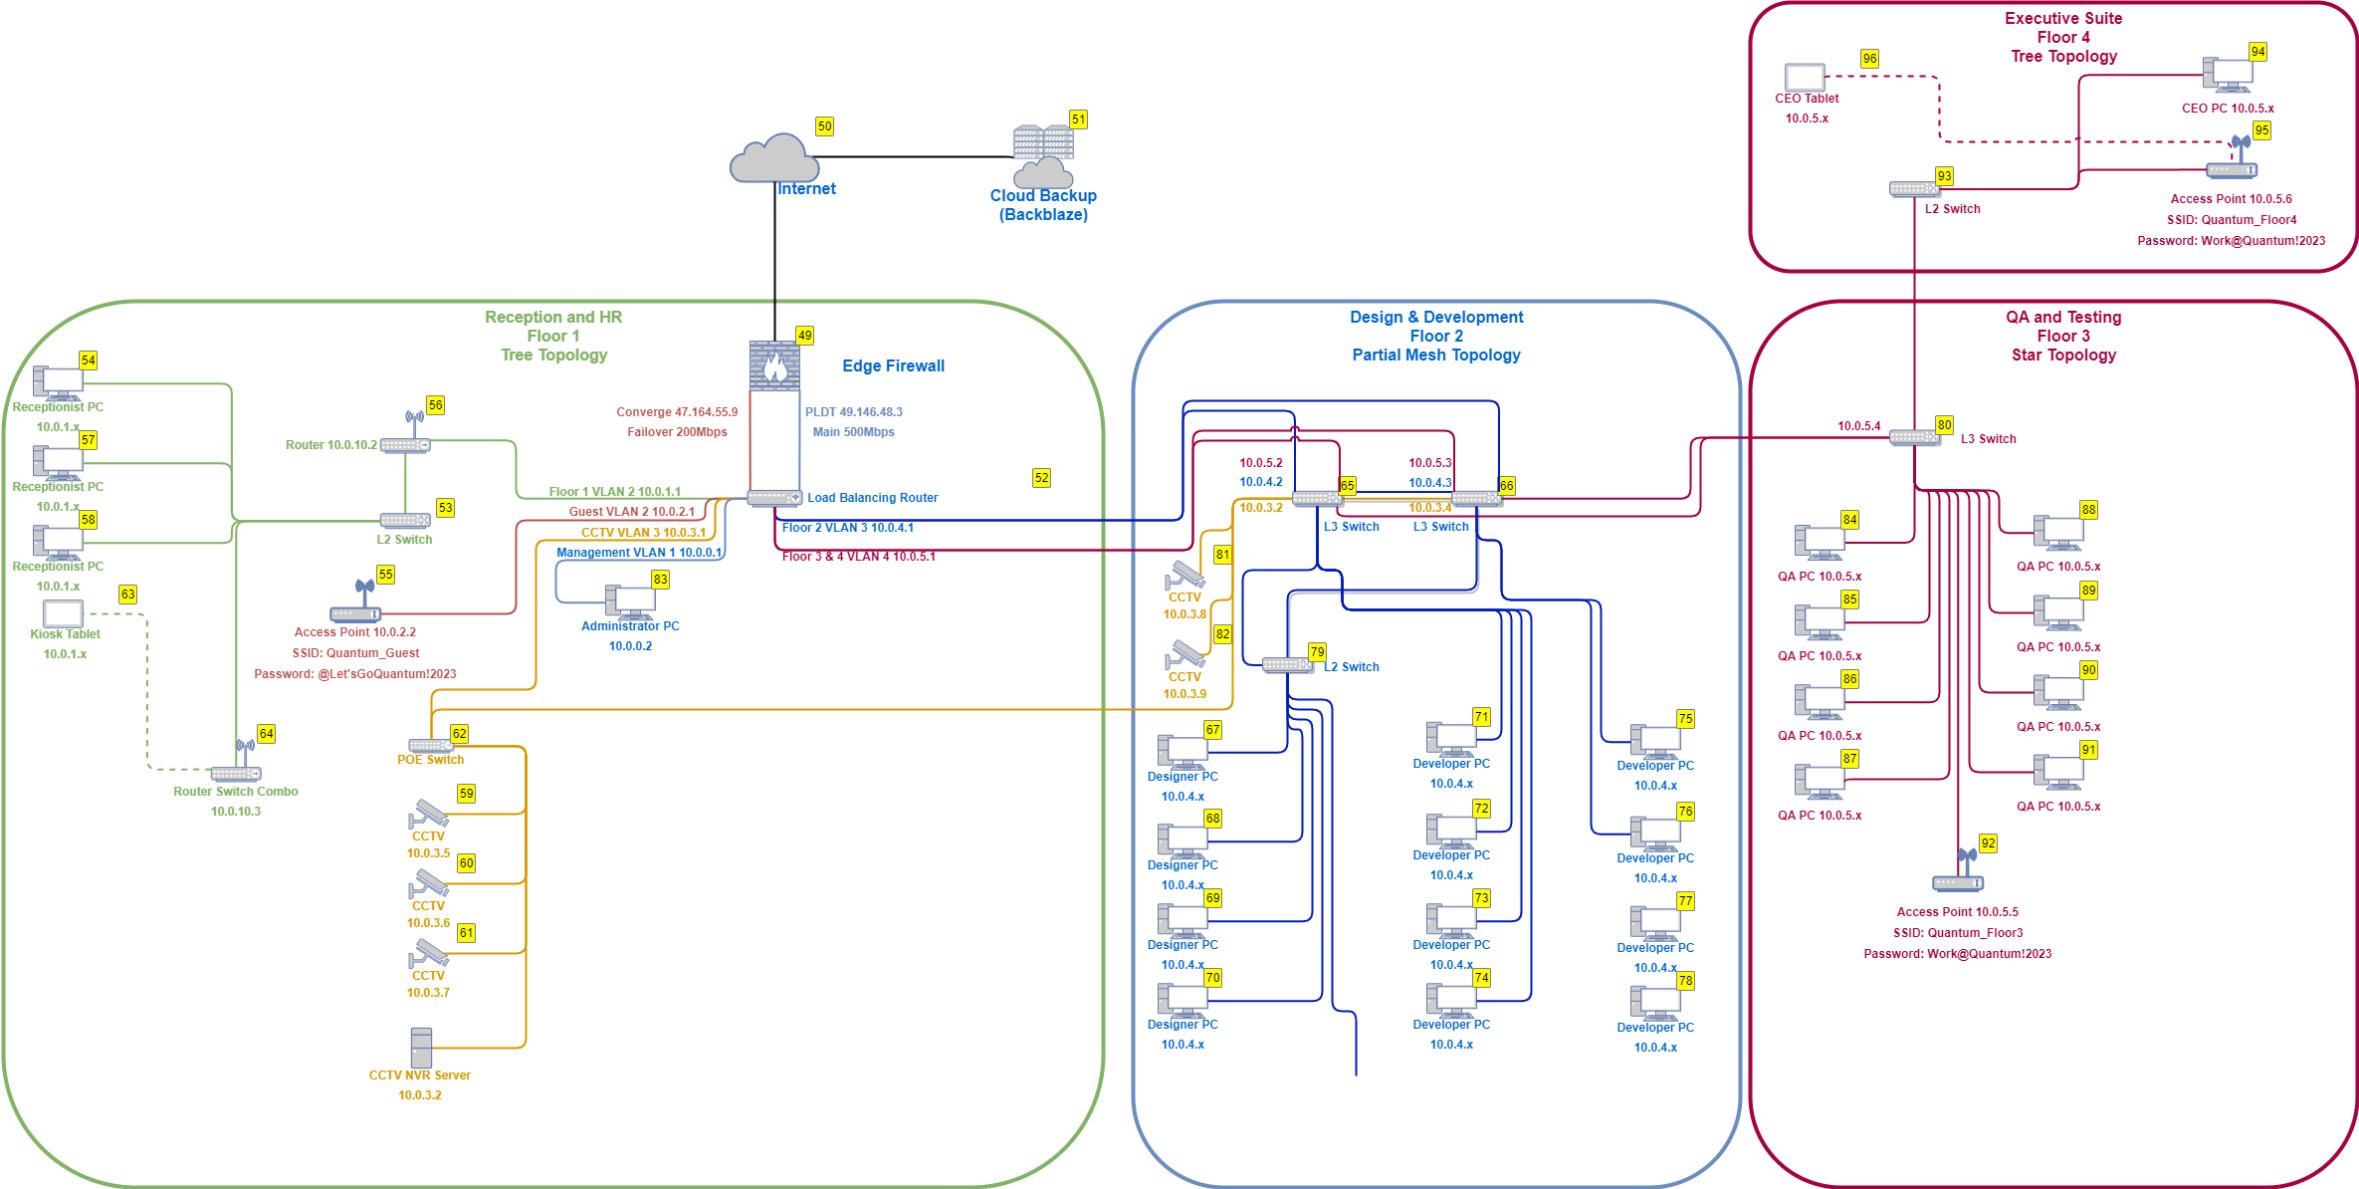 Executive Suite
Floor 4
Tree Topology
96
94
CEO Tablet
10.0.5.x
CEO PC 10.0.5.x
95
93
L2 Switch
Access Point 10.0.5.6
SSID: Quantum_Floor4
Password: Work@Quantum!2023
50
Internet
51
Cloud Backup
(Backblaze)
Reception and HR
Floor 1
Tree Topology
49
Edge Firewall
Converge 47.164.55.9
Failover 200Mbps
PLDT 49.146.48.3
Main 500Mbps
52
Load Balancing Router
54
Receptionist PC
10.0.1.x
57
Receptionist PC
10.0.1.x
58
Receptionist PC
10.0.1.x
63
Kiosk Tablet
10.0.1.x
56
Router 10.0.10.2
53
L2 Switch
Floor 1 VLAN 2 10.0.1.1
Guest VLAN 2 10.0.2.1
CCTV VLAN 3 10.0.3.1
Management VLAN 1 10.0.0.1
Floor 2 VLAN 3 10.0.4.1
Floor 3 & 4 VLAN 4 10.0.5.1
55
Access Point 10.0.2.2
SSID: Quantum_Guest
Password: @Let'sGoQuantum!2023
83
Administrator PC
10.0.0.2
64
Router Switch Combo
10.0.10.3
62
POE Switch
59
CCTV
10.0.3.5
60
CCTV
10.0.3.6
61
CCTV
10.0.3.7
CCTV NVR Server
10.0.3.2
Design & Development
Floor 2
Partial Mesh Topology
10.0.5.2
10.0.4.2
10.0.3.2
65
L3 Switch
10.0.5.3
10.0.4.3
10.0.3.4
66
L3 Switch
81
CCTV
10.0.3.8
82
CCTV
10.0.3.9
79
L2 Switch
67
Designer PC
10.0.4.x
68
Designer PC
10.0.4.x
69
Designer PC
10.0.4.x
70
Designer PC
10.0.4.x
71
Developer PC
10.0.4.x
72
Developer PC
10.0.4.x
73
Developer PC
10.0.4.x
74
Developer PC
10.0.4.x
75
Developer PC
10.0.4.x
76
Developer PC
10.0.4.x
77
Developer PC
10.0.4.x
78
Developer PC
10.0.4.x
QA and Testing
Floor 3
Star Topology
10.0.5.4
80
L3 Switch
84
QA PC 10.0.5.x
85
QA PC 10.0.5.x
86
QA PC 10.0.5.x
87
QA PC 10.0.5.x
88
QA PC 10.0.5.x
89
QA PC 10.0.5.x
90
QA PC 10.0.5.x
91
QA PC 10.0.5.x
92
Access Point 10.0.5.5
SSID: Quantum_Floor3
Password: Work@Quantum!2023